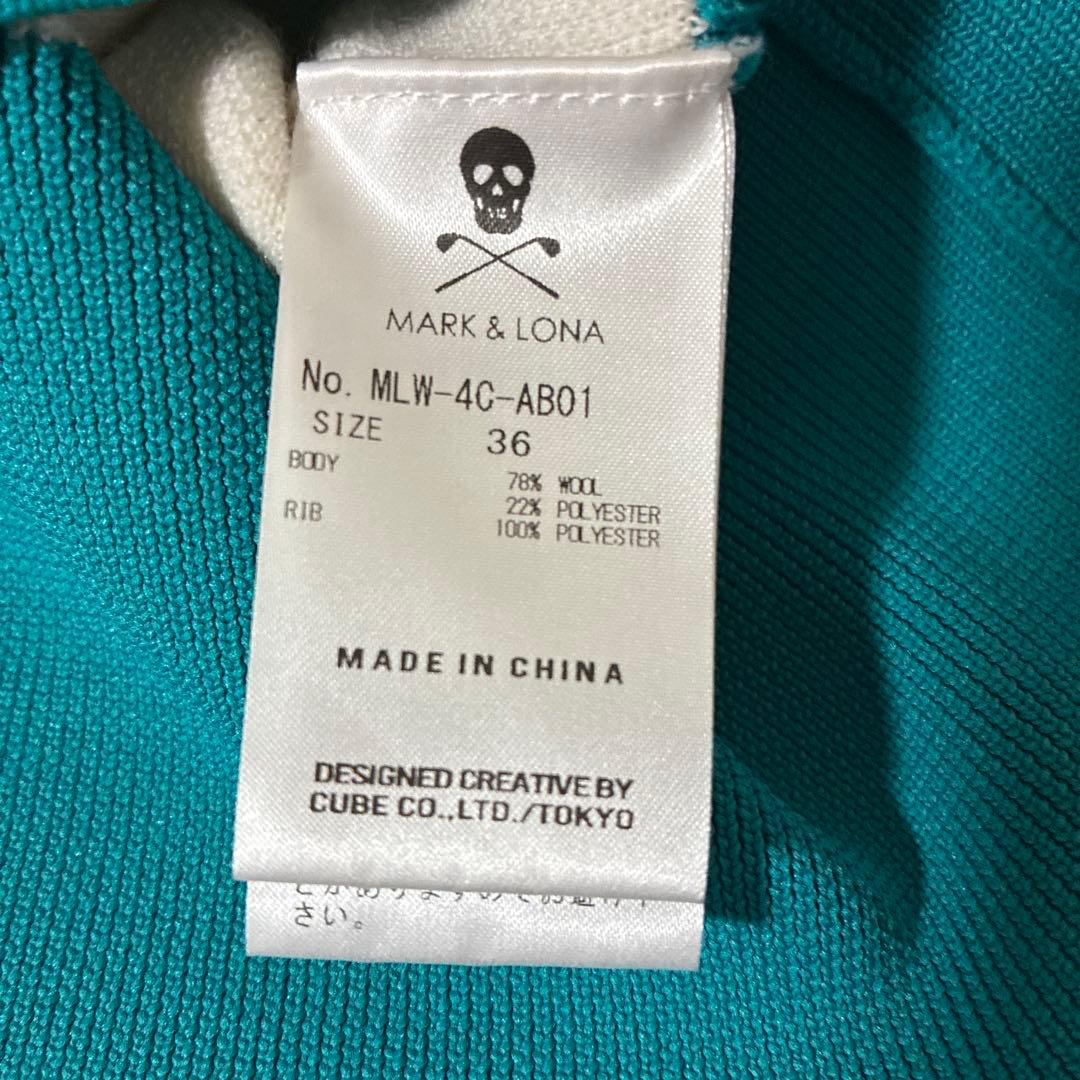 MARK & LONA
No. MLW-4C-AB01
SIZE 36
BODY 78% WOOL
22% POLYESTER
RIB 100% POLYESTER
MADE IN CHINA
DESIGNED CREATIVE BY
CUBE CO.,LTD./TOKYO
さい。